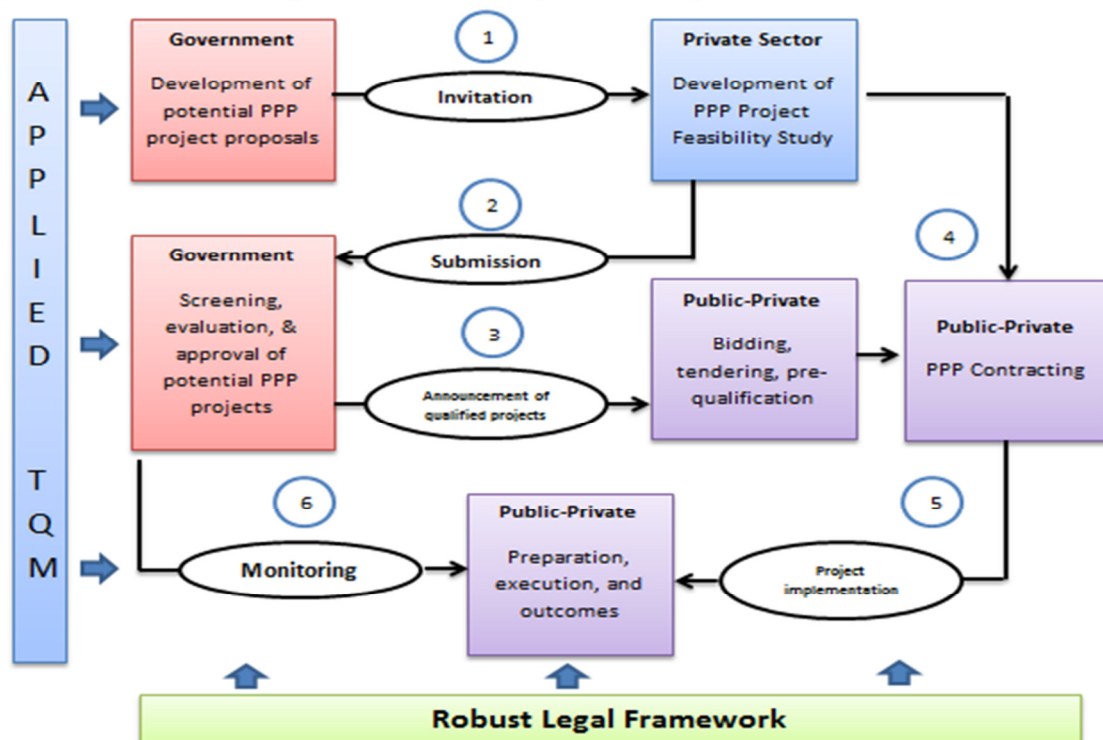 APPLIED TQM
Government
Development of
potential PPP
project proposals
1
Invitation
Private Sector
Development of
PPP Project
Feasibility Study
2
Submission
Government
Screening,
evaluation, &
approval of
potential PPP
projects
3
Announcement of
qualified projects
Public-Private
Bidding,
tendering, pre-
qualification
4
Public-Private
PPP Contracting
5
Project
implementation
6
Monitoring
Public-Private
Preparation,
execution, and
outcomes
Robust Legal Framework